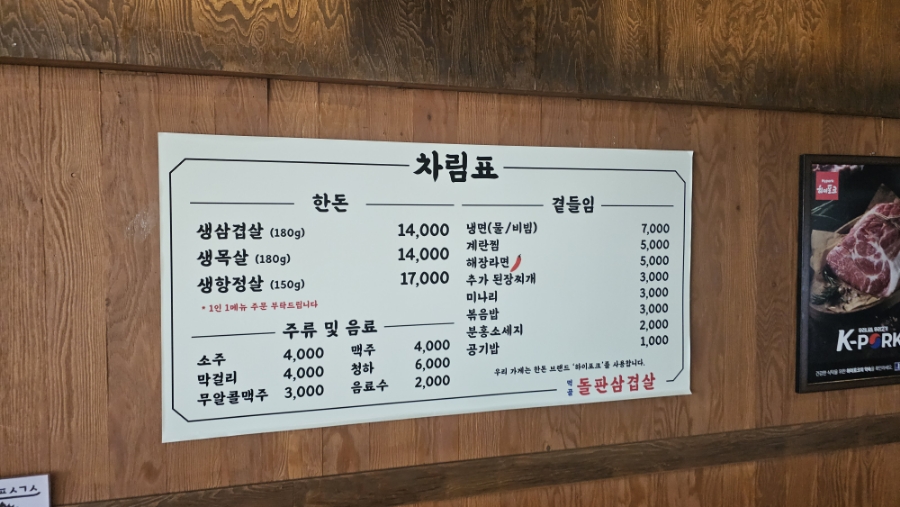 차림표
한돈
생삼겹살 (180g) 14,000
생목살 (180g) 14,000
생항정살 (150g) 17,000
* 1인 1메뉴 주문 부탁드립니다
주류 및 음료
소주 4,000 맥주 4,000
막걸리 4,000 청하 6,000
무알콜맥주 3,000 음료수 2,000
곁들임
냉면(물/비빔) 7,000
계란찜 5,000
해장라면 5,000
추가 된장찌개 3,000
미나리 3,000
볶음밥 3,000
분홍소세지 2,000
공기밥 1,000
우리 가게는 한돈 브랜드 '하이포크'를 사용합니다.
돌판삼겹살
하이포크
K-PORK